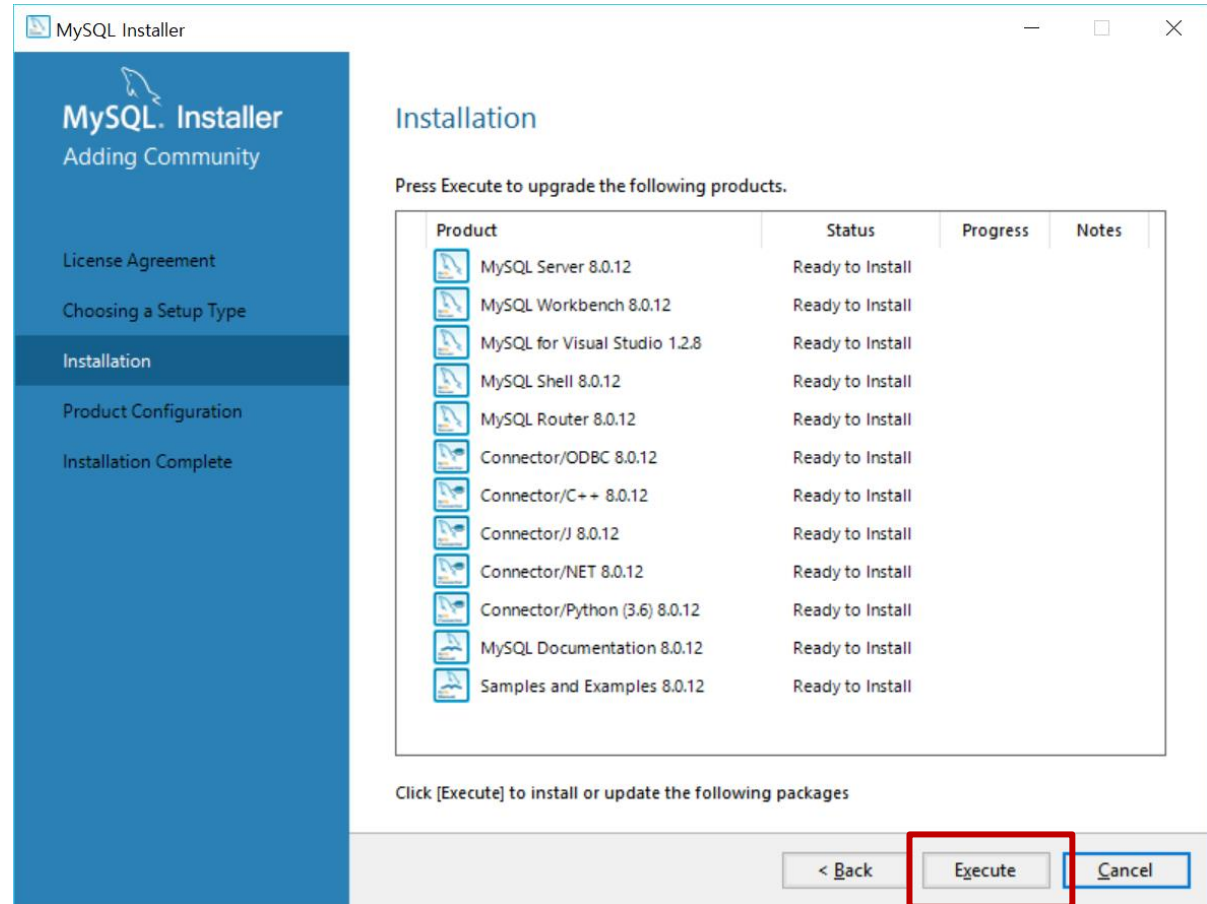 MySQL Installer
MySQL. Installer
Adding Community
License Agreement
Choosing a Setup Type
Installation
Product Configuration
Installation Complete
Installation
Press Execute to upgrade the following products.
Product Status Progress Notes
MySQL Server 8.0.12 Ready to Install
MySQL Workbench 8.0.12 Ready to Install
MySQL for Visual Studio 1.2.8 Ready to Install
MySQL Shell 8.0.12 Ready to Install
MySQL Router 8.0.12 Ready to Install
Connector/ODBC 8.0.12 Ready to Install
Connector/C++ 8.0.12 Ready to Install
Connector/J 8.0.12 Ready to Install
Connector/NET 8.0.12 Ready to Install
Connector/Python (3.6) 8.0.12 Ready to Install
MySQL Documentation 8.0.12 Ready to Install
Samples and Examples 8.0.12 Ready to Install
Click [Execute] to install or update the following packages
< Back Execute Cancel